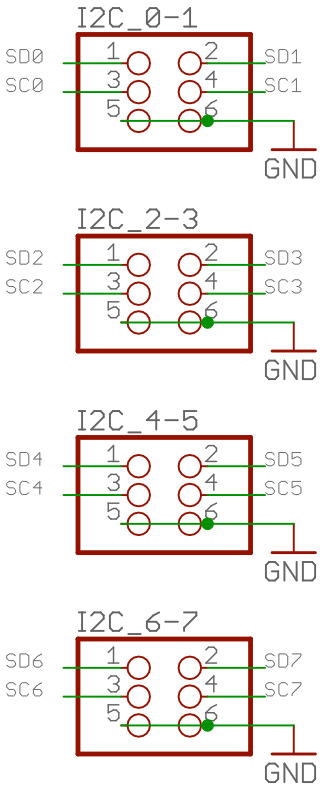 I2C_0-1
SD0 1 2 SD1
SC0 3 4 SC1
5 6
GND
I2C_2-3
SD2 1 2 SD3
SC2 3 4 SC3
5 6
GND
I2C_4-5
SD4 1 2 SD5
SC4 3 4 SC5
5 6
GND
I2C_6-7
SD6 1 2 SD7
SC6 3 4 SC7
5 6
GND